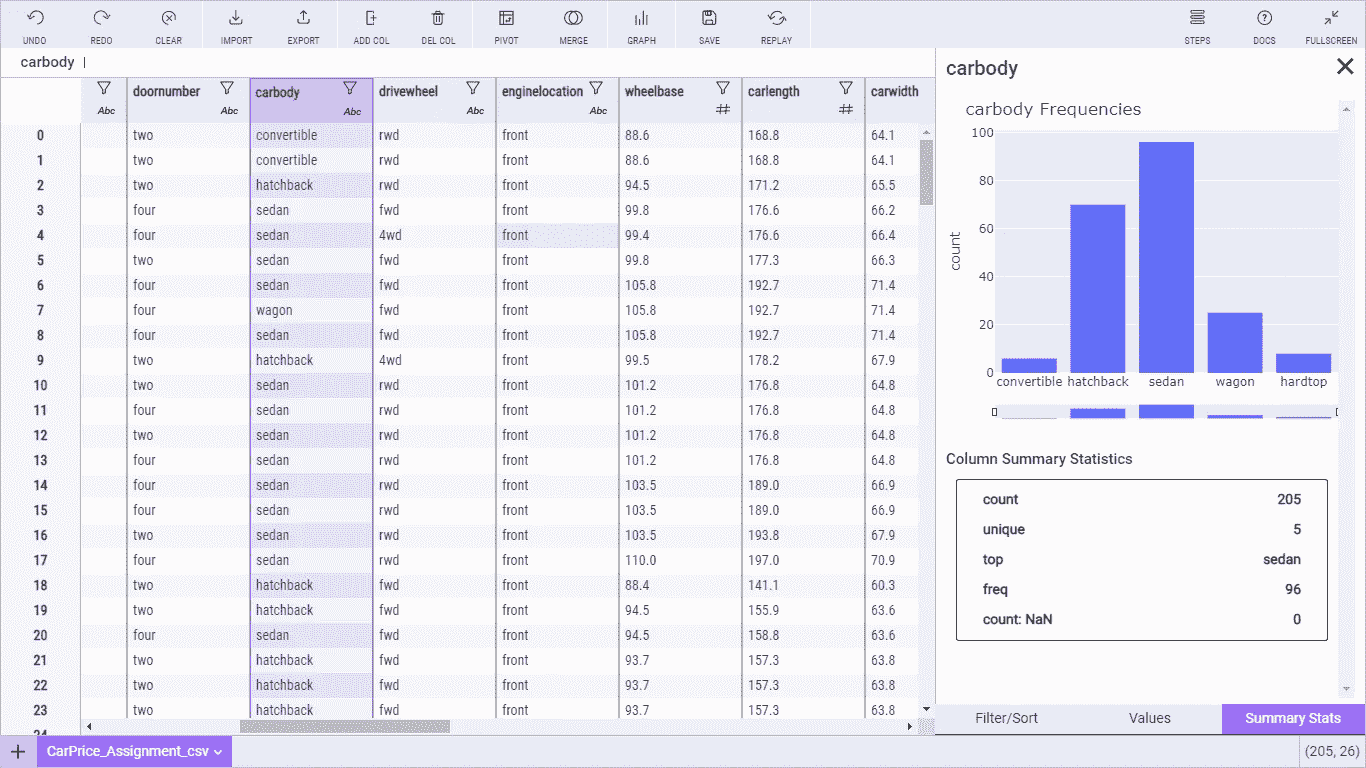 UNDO REDO CLEAR IMPORT EXPORT ADD COL DEL COL PIVOT MERGE GRAPH SAVE REPLAY STEPS DOCS FULLSCREEN
carbody
doornumber carbody drivewheel enginelocation wheelbase carlength carwidth
Abc Abc Abc Abc Abc ## ##
0 two convertible rwd front 88.6 168.8 64.1
1 two convertible rwd front 88.6 168.8 64.1
2 two hatchback rwd front 94.5 171.2 65.5
3 four sedan fwd front 99.8 176.6 66.2
4 four sedan 4wd front 99.4 176.6 66.4
5 two sedan fwd front 99.8 177.3 66.3
6 four sedan fwd front 105.8 192.7 71.4
7 four wagon fwd front 105.8 192.7 71.4
8 four sedan fwd front 105.8 192.7 71.4
9 two hatchback 4wd front 99.5 178.2 67.9
10 two sedan rwd front 101.2 176.8 64.8
11 four sedan rwd front 101.2 176.8 64.8
12 two sedan rwd front 101.2 176.8 64.8
13 four sedan rwd front 101.2 176.8 64.8
14 four sedan rwd front 103.5 189.0 66.9
15 four sedan rwd front 103.5 189.0 66.9
16 two sedan rwd front 103.5 193.8 67.9
17 four sedan rwd front 110.0 197.0 70.9
18 two hatchback fwd front 88.4 141.1 60.3
19 two hatchback fwd front 94.5 155.9 63.6
20 four sedan fwd front 94.5 158.8 63.6
21 two hatchback fwd front 93.7 157.3 63.8
22 two hatchback fwd front 93.7 157.3 63.8
23 two hatchback fwd front 93.7 157.3 63.8
carbody
carbody Frequencies
100
80
60
40
20
0
count
convertible hatchback sedan wagon hardtop
Column Summary Statistics
count 205
unique 5
top sedan
freq 96
count: NaN 0
Filter/Sort Values Summary Stats
CarPrice_Assignment_csv
(205, 26)